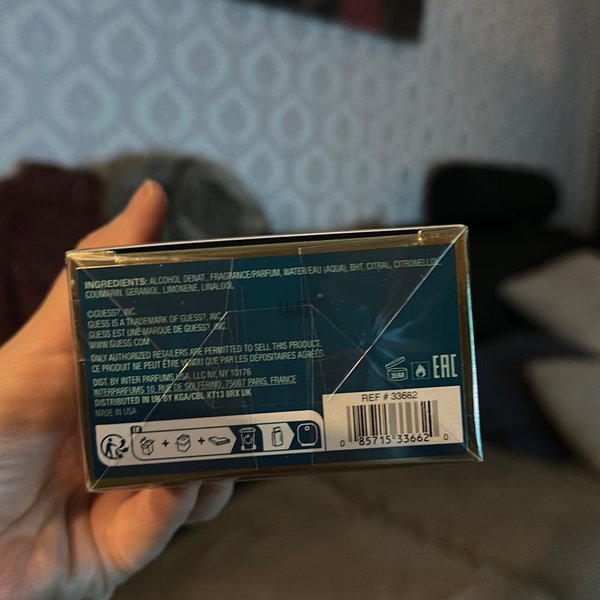 INGREDIENTS: ALCOHOL DENAT., FRAGRANCE/PARFUM, WATER/EAU (AQUA), BHT, CITRAL, CITRONELLOL,
COUMARIN, GERANIOL, LIMONENE, LINALOOL
©GUESS?, INC.
GUESS IS A TRADEMARK OF GUESS?, INC.
GUESS EST UNE MARQUE DE GUESS?, INC.
WWW.GUESS.COM
ONLY AUTHORIZED RETAILERS ARE PERMITTED TO SELL THIS PRODUCT.
CE PRODUIT NE PEUT ÊTRE VENDU QUE PAR LES DÉPOSITAIRES AGRÉÉS.
DIST. BY INTER PARFUMS USA, LLC NY, NY 10176
INTERPARFUMS 10, RUE DE SOLFÉRINO, 75007 PARIS, FRANCE
DISTRIBUTED IN UK BY KGA/CBL KT13 8RX UK
MADE IN USA
36M
EAC
REF # 33662
0 85715 33662 0
FR